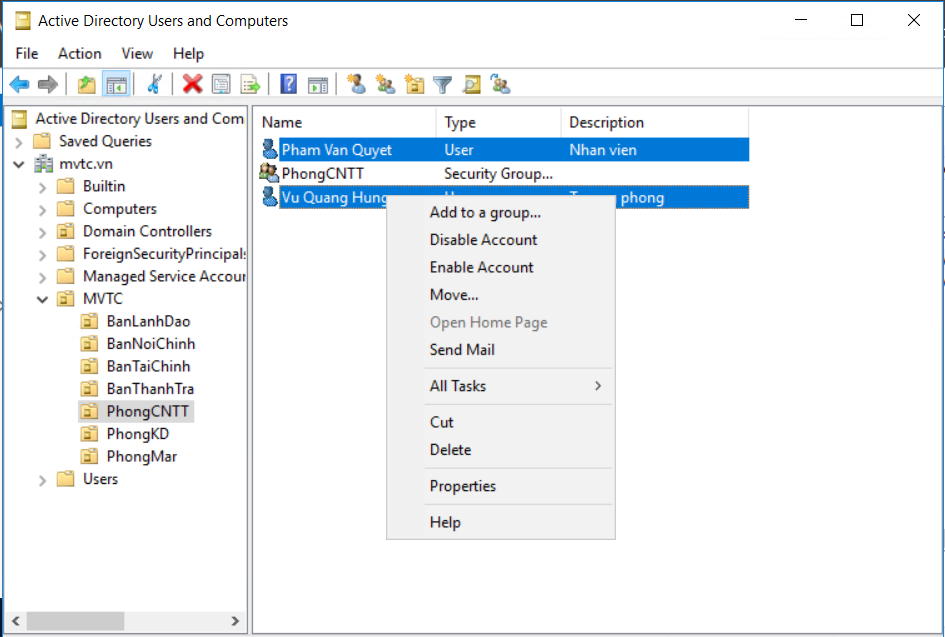 Active Directory Users and Computers
File Action View Help
Active Directory Users and Com
Saved Queries
mvtc.vn
Builtin
Computers
Domain Controllers
ForeignSecurityPrincipals
Managed Service Accour
MVTC
BanLanhDao
BanNoiChinh
BanTaiChinh
BanThanhTra
PhongCNTT
PhongKD
PhongMar
Users
Name Type Description
Pham Van Quyet User Nhan vien
PhongCNTT Security Group...
Vu Quang Hung phong
Add to a group...
Disable Account
Enable Account
Move...
Open Home Page
Send Mail
All Tasks
Cut
Delete
Properties
Help